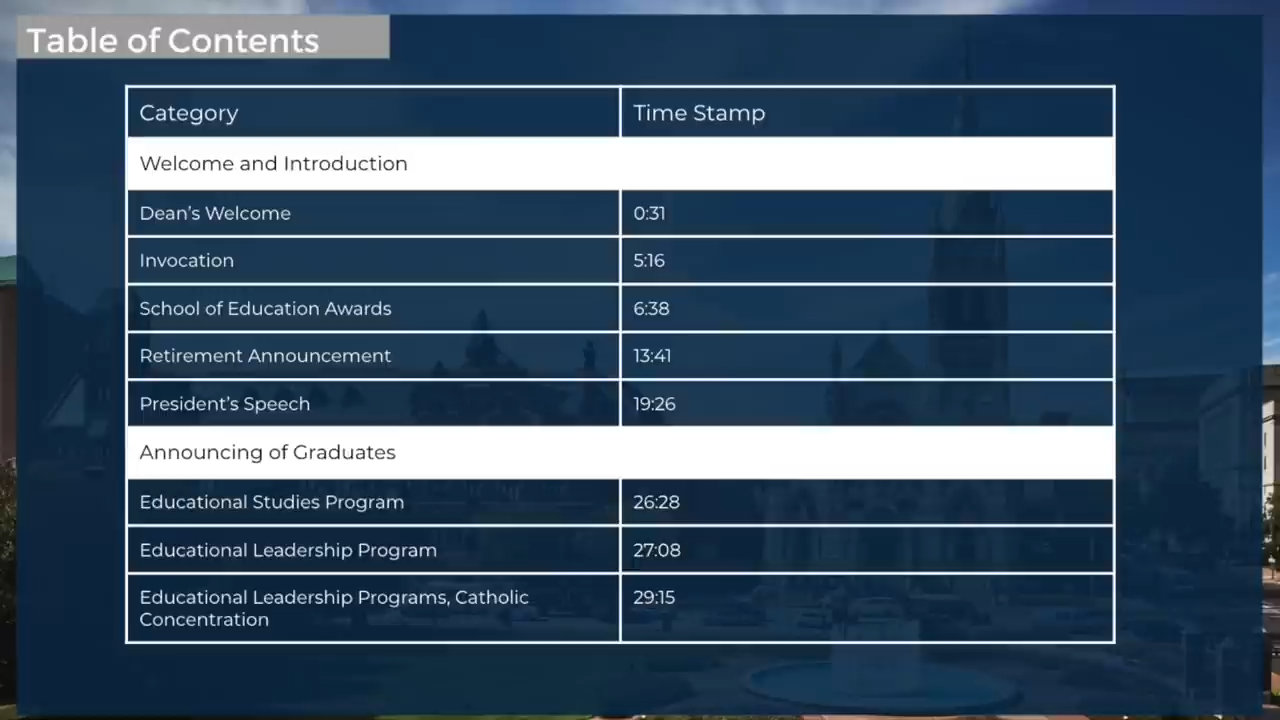 Table of Contents
Category Time Stamp
Welcome and Introduction
Dean’s Welcome 0:31
Invocation 5:16
School of Education Awards 6:38
Retirement Announcement 13:41
President’s Speech 19:26
Announcing of Graduates
Educational Studies Program 26:28
Educational Leadership Program 27:08
Educational Leadership Programs, Catholic 29:15
Concentration